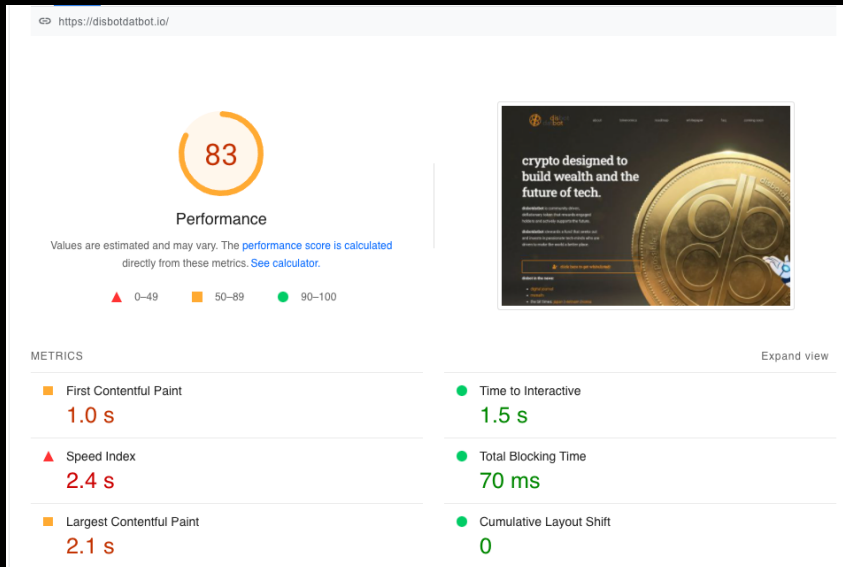 https://disbotdatbot.io/
83
Performance
Values are estimated and may vary. The performance score is calculated
directly from these metrics. See calculator.
0–49
50–89
90–100
crypto designed to
build wealth and the
future of tech.
METRICS
Expand view
First Contentful Paint
1.0 s
Time to Interactive
1.5 s
Speed Index
2.4 s
Total Blocking Time
70 ms
Largest Contentful Paint
2.1 s
Cumulative Layout Shift
0